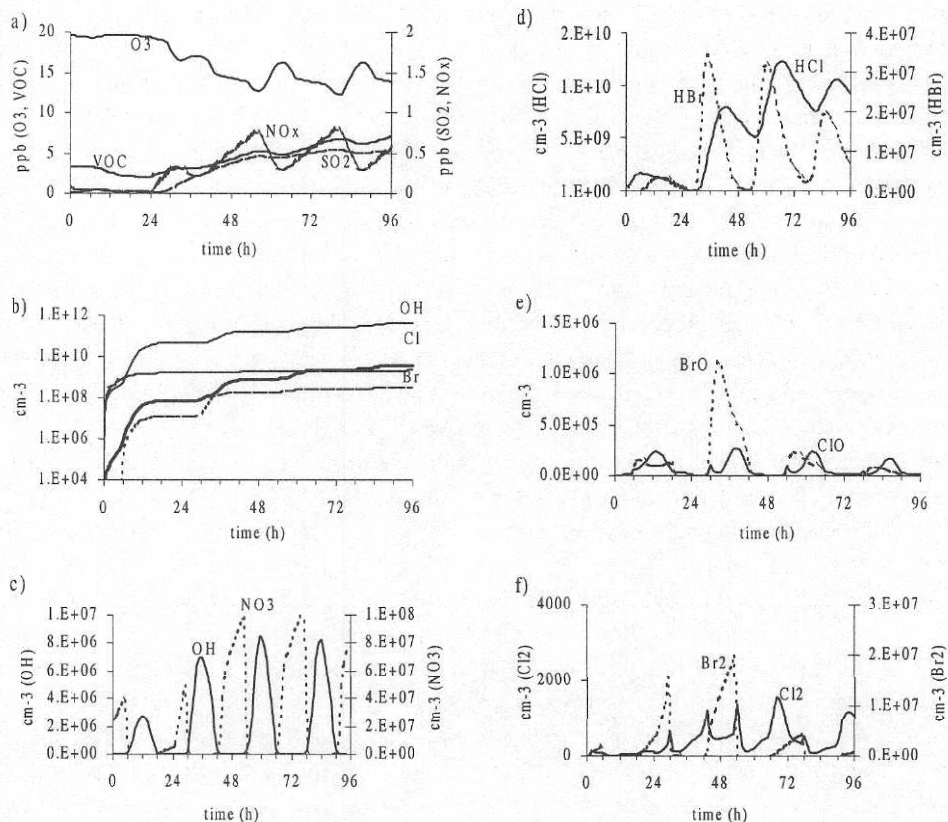 a)
20
15
10
5
0
ppb (O3, VOC)
O3
VOC
NOx
SO2
2
1.5
1
0.5
0
ppb (SO2, NOx)
0 24 48 72 96
time (h)
d)
1.E+10
5.E+09
1.E+00
cm-3 (HCl)
HBr
HCl
4.E+07
3.E+07
2.E+07
1.E+07
0.E+00
cm-3 (HBr)
0 24 48 72 96
time (h)
b)
1.E+12
1.E+10
1.E+08
1.E+06
1.E+04
cm-3
OH
Cl
Br
0 24 48 72 96
time (h)
e)
1.5E+06
1.0E+06
5.0E+05
0.0E+00
cm-3
BrO
ClO
0 24 48 72 96
time (h)
c)
1.E+07
8.E+06
6.E+06
4.E+06
2.E+06
0.E+00
cm-3 (OH)
NO3
OH
1.E+08
8.E+07
6.E+07
4.E+07
2.E+07
0.E+00
cm-3 (NO3)
0 24 48 72 96
time (h)
f)
4000
2000
0
cm-3 (Cl2)
Br2
Cl2
3.E+07
2.E+07
1.E+07
0.E+00
cm-3 (Br2)
0 24 48 72 96
time (h)